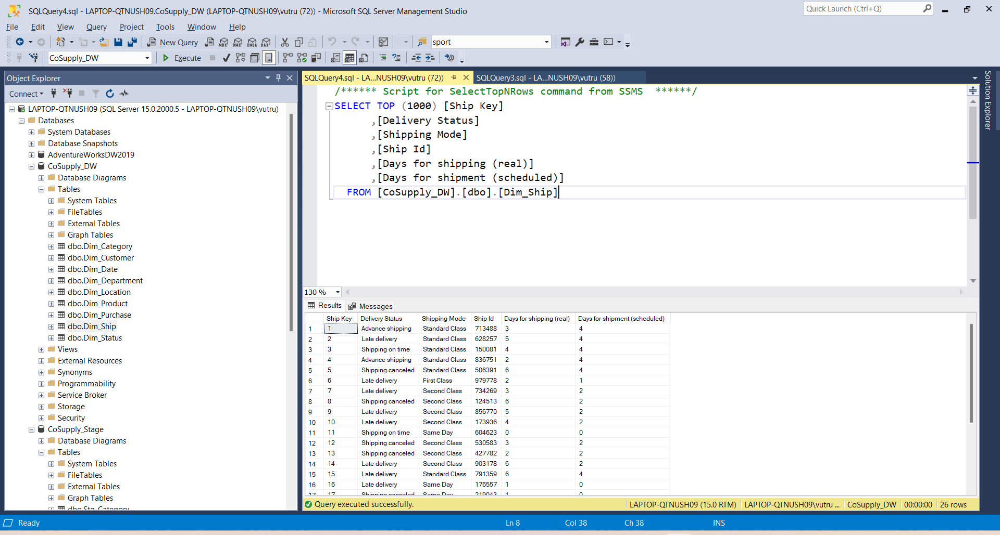 SQLQuery4.sql - LAPTOP-QTNUSH09.CoSupply_DW (LAPTOP-QTNUSH09\vutru (72)) - Microsoft SQL Server Management Studio
Quick Launch (Ctrl+Q)
File Edit View Query Project Tools Window Help
New Query
MDX DMX XMLA DAX
sport
CoSupply_DW
Execute
Object Explorer
Connect
LAPTOP-QTNUSH09 (SQL Server 15.0.2000.5 - LAPTOP-QTNUSH09\vutru)
Databases
System Databases
Database Snapshots
AdventureWorksDW2019
CoSupply_DW
Database Diagrams
Tables
System Tables
FileTables
External Tables
Graph Tables
dbo.Dim_Category
dbo.Dim_Customer
dbo.Dim_Date
dbo.Dim_Department
dbo.Dim_Location
dbo.Dim_Product
dbo.Dim_Purchase
dbo.Dim_Ship
dbo.Dim_Status
Views
External Resources
Synonyms
Programmability
Service Broker
Storage
Security
CoSupply_Stage
Database Diagrams
Tables
System Tables
FileTables
External Tables
Graph Tables
dbo.Stg_Category
SQLQuery4.sql - LA...NUSH09\vutru (72))
SQLQuery3.sql - LA...NUSH09\vutru (58))
Solution Explorer
/****** Script for SelectTopNRows command from SSMS  ******/
SELECT TOP (1000) [Ship Key]
,[Delivery Status]
,[Shipping Mode]
,[Ship Id]
,[Days for shipping (real)]
,[Days for shipment (scheduled)]
FROM [CoSupply_DW].[dbo].[Dim_Ship]
130 %
Results Messages
Ship Key Delivery Status Shipping Mode Ship Id Days for shipping (real) Days for shipment (scheduled)
1 1 Advance shipping Standard Class 713488 3 4
2 2 Late delivery Standard Class 628257 5 4
3 3 Shipping on time Standard Class 150081 4 4
4 4 Advance shipping Standard Class 836751 2 4
5 5 Shipping canceled Standard Class 506391 6 4
6 6 Late delivery First Class 979778 2 1
7 7 Late delivery Second Class 734269 3 2
8 8 Shipping canceled Second Class 124513 6 2
9 9 Late delivery Second Class 856770 5 2
10 10 Late delivery Second Class 173936 4 2
11 11 Shipping on time Same Day 604623 0 0
12 12 Shipping canceled Second Class 530583 3 2
13 13 Shipping canceled Second Class 427782 2 2
14 14 Late delivery Second Class 903178 6 2
15 15 Late delivery Standard Class 791359 6 4
16 16 Late delivery Same Day 176557 1 0
17 17 Shipping canceled Same Day 219043 1 0
Query executed successfully.
LAPTOP-QTNUSH09 (15.0 RTM) LAPTOP-QTNUSH09\vutru ... CoSupply_DW 00:00:00 26 rows
Ready
Ln 8 Col 38 Ch 38 INS